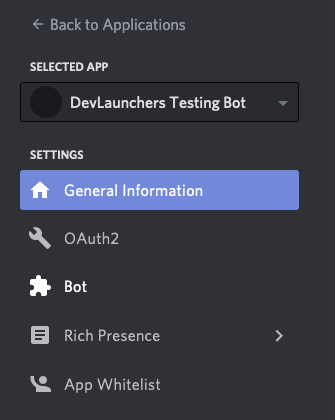 Back to Applications
SELECTED APP
DevLaunchers Testing Bot
SETTINGS
General Information
OAuth2
Bot
Rich Presence
App Whitelist